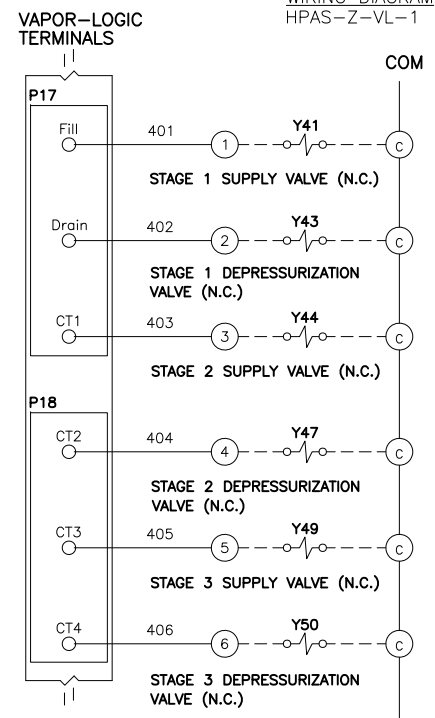 WIRING DIAGRAM
HPAS-Z-VL-1
VAPOR-LOGIC
TERMINALS
COM
P17
Fill 401 1 Y41 C
STAGE 1 SUPPLY VALVE (N.C.)
Drain 402 2 Y43 C
STAGE 1 DEPRESSURIZATION
VALVE (N.C.)
CT1 403 3 Y44 C
STAGE 2 SUPPLY VALVE (N.C.)
P18
CT2 404 4 Y47 C
STAGE 2 DEPRESSURIZATION
VALVE (N.C.)
CT3 405 5 Y49 C
STAGE 3 SUPPLY VALVE (N.C.)
CT4 406 6 Y50 C
STAGE 3 DEPRESSURIZATION
VALVE (N.C.)